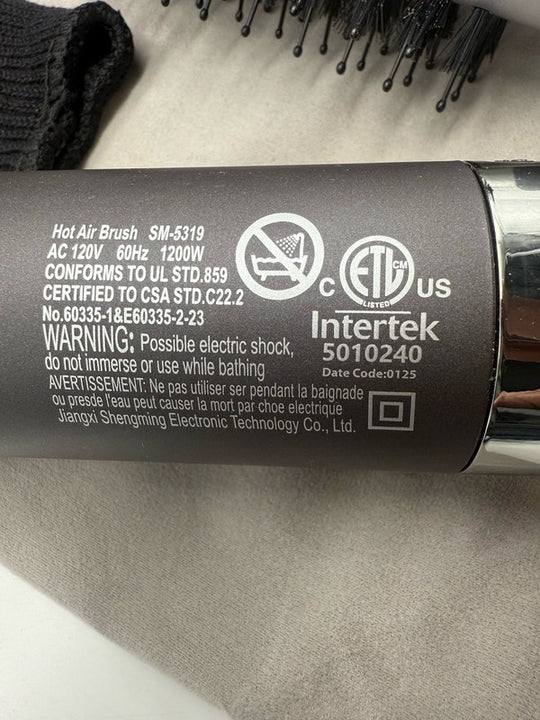 Hot Air Brush SM-5319
AC 120V 60Hz 1200W
CONFORMS TO UL STD.859
CERTIFIED TO CSA STD.C22.2
No.60335-1&E60335-2-23
WARNING: Possible electric shock,
do not immerse or use while bathing
AVERTISSEMENT: Ne pas utiliser ser pendant la baignade
ou presde l'eau peut causer la mort par choe electrique
Jiangxi Shengming Electronic Technology Co., Ltd.
C ETL CM US
LISTED
Intertek
5010240
Date Code:0125